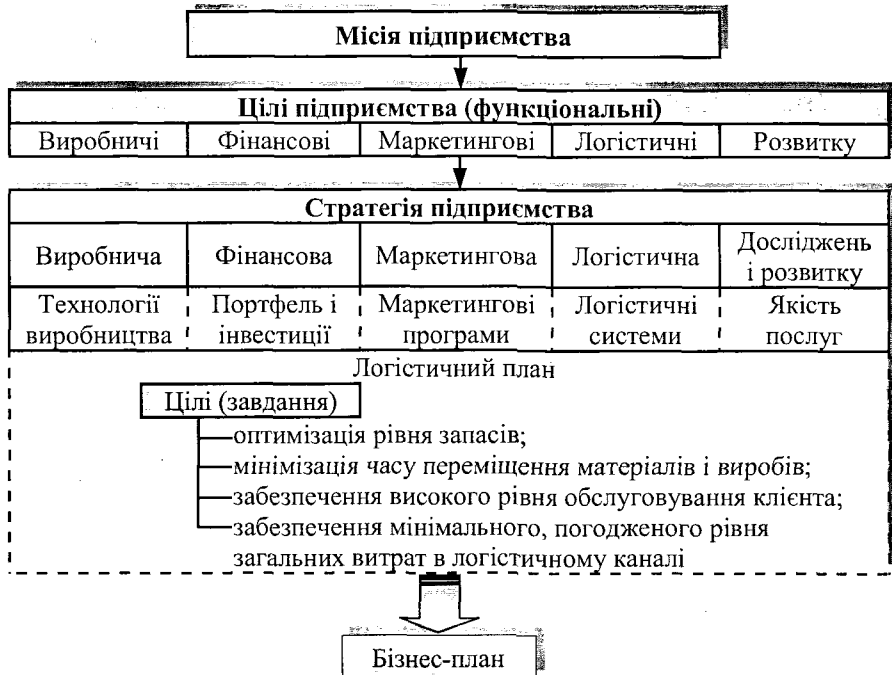 Місія підприємства
Цілі підприємства (функціональні)
Виробничі Фінансові Маркетингові Логістичні Розвитку
Стратегія підприємства
Виробнича Фінансова Маркетингова Логістична Досліджень і розвитку
Технології виробництва Портфель і інвестиції Маркетингові програми Логістичні системи Якість послуг
Логістичний план
Цілі (завдання)
оптимізація рівня запасів;
мінімізація часу переміщення матеріалів і виробів;
забезпечення високого рівня обслуговування клієнта;
забезпечення мінімального, погодженого рівня
загальних витрат в логістичному каналі
Бізнес-план